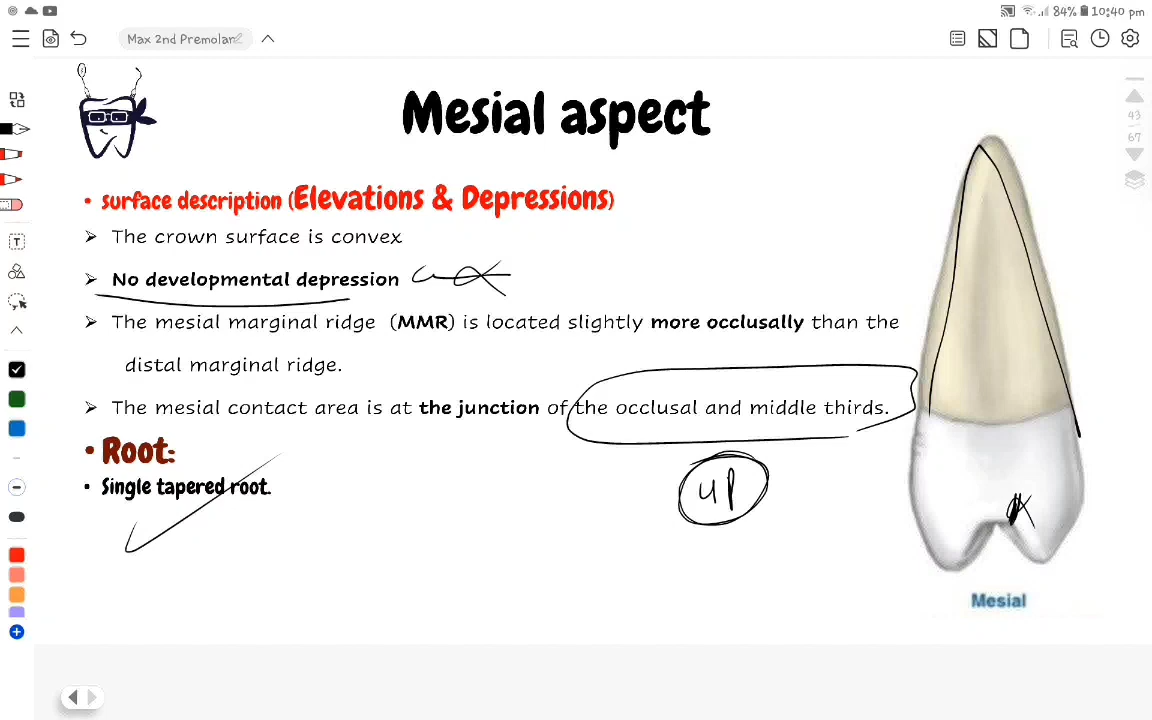 84% 10:40 pm
Max 2nd Premolar
Mesial aspect
43
67
• surface description (Elevations & Depressions)
➢ The crown surface is convex
➢ No developmental depression
➢ The mesial marginal ridge (MMR) is located slightly more occlusally than the
distal marginal ridge.
➢ The mesial contact area is at the junction of the occlusal and middle thirds.
• Root:
• Single tapered root.
T
Mesial